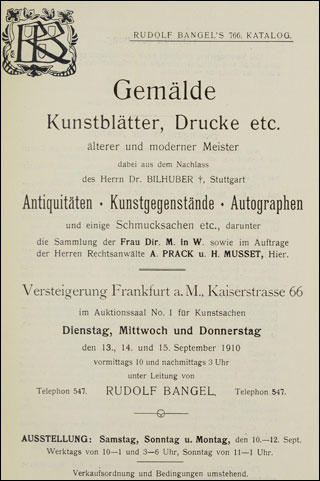 RB
RUDOLF BANGEL'S 766. KATALOG.
Gemälde
Kunstblätter, Drucke etc.
älterer und moderner Meister
dabei aus dem Nachlass
des Herrn Dr. BILHUBER †, Stuttgart
Antiquitäten • Kunstgegenstände • Autographen
und einige Schmucksachen etc., darunter
die Sammlung der Frau Dir. M. in W. sowie im Auftrage
der Herren Rechtsanwälte A. PRACK u. H. MUSSET, Hier.
Versteigerung Frankfurt a. M., Kaiserstrasse 66
im Auktionssaal No. 1 für Kunstsachen
Dienstag, Mittwoch und Donnerstag
den 13., 14. und 15. September 1910
vormittags 10 und nachmittags 3 Uhr
unter Leitung von
Telephon 547. RUDOLF BANGEL, Telephon 547.
AUSSTELLUNG: Samstag, Sonntag u. Montag, den 10.—12. Sept.
Werktags von 10—1 und 3—6 Uhr, Sonntag von 11—1 Uhr.
Verkaufsordnung und Bedingungen umstehend.